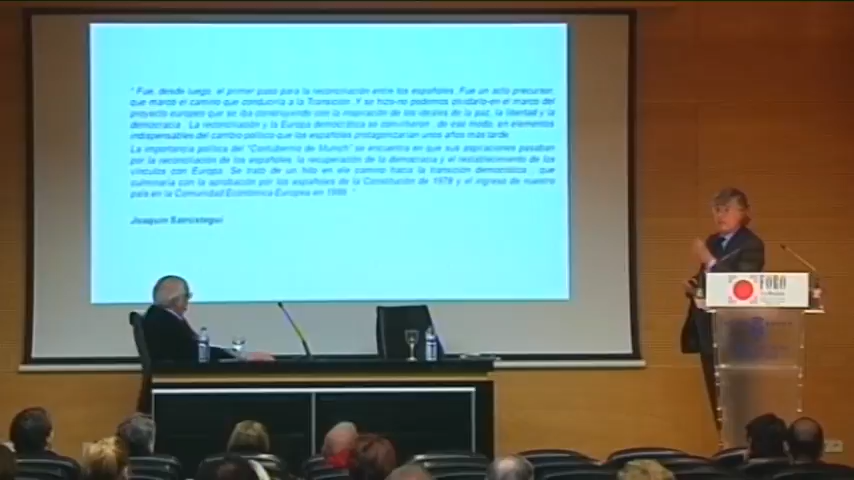 " Fue, desde luego, el primer paso para la reconciliación entre los españoles. Fue un acto precursor,
que marcó el camino que conduciría a la Transición. Y se hizo-no podemos olvidarlo-en el marco del
proyecto europeo que se iba construyendo con la inspiración de los ideales de la paz, la libertad y la
democracia. La reconciliación y la Europa democrática se convirtieron, de ese modo, en elementos
indispensables del cambio político que los españoles protagonizarían unos años más tarde.
La importancia política del "Contubernio de Munich" se encuentra en que sus aspiraciones pasaban
por la reconciliación de los españoles, la recuperación de la democracia y el restablecimiento de los
vínculos con Europa. Se trato de un hito en ele camino hacia la transición democrática , que
culminaría con la aprobación por los españoles de la Constitución de 1978 y el ingreso de nuestro
país en la Comunidad Económica Europea en "
Joaquín Satrústegui
FORO